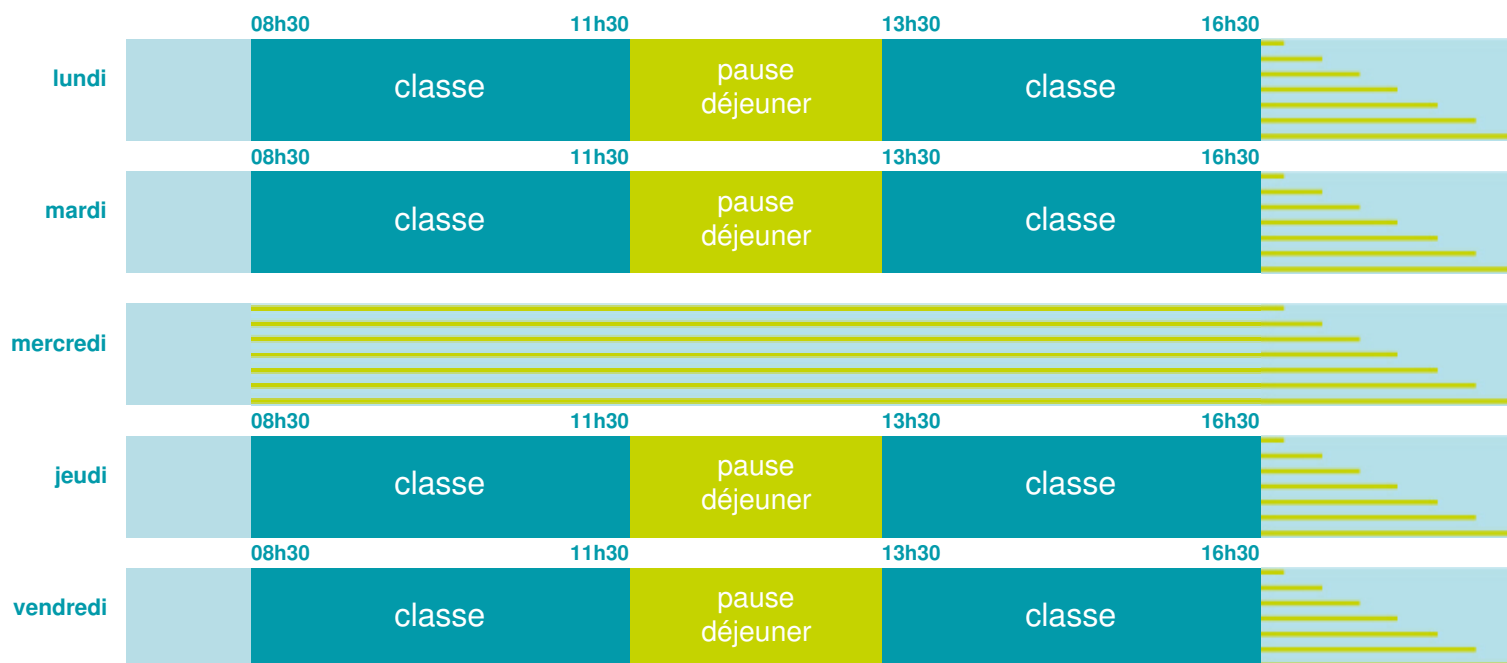 08h30 11h30 13h30 16h30
lundi classe pause déjeuner classe
08h30 11h30 13h30 16h30
mardi classe pause déjeuner classe
mercredi
08h30 11h30 13h30 16h30
jeudi classe pause déjeuner classe
08h30 11h30 13h30 16h30
vendredi classe pause déjeuner classe